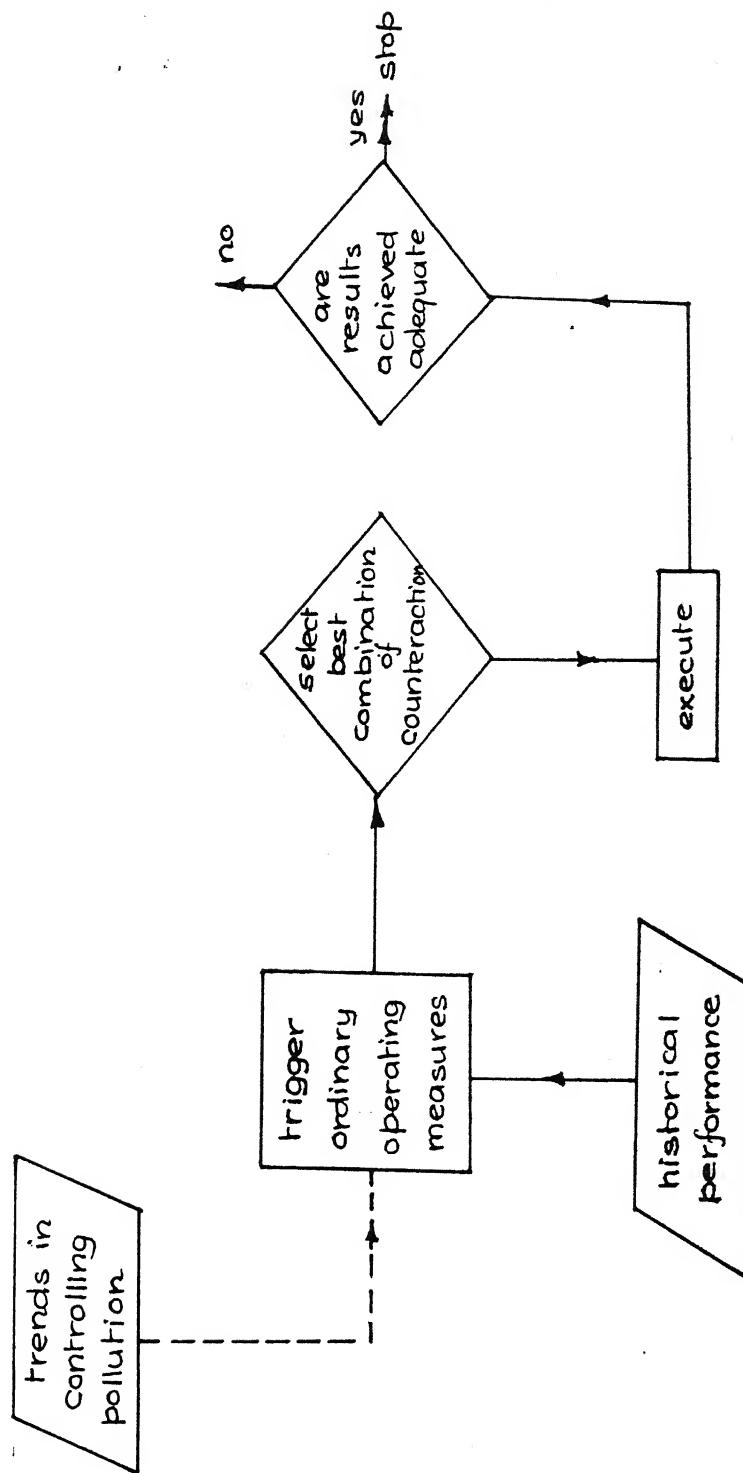 trends in
controlling
pollution
trigger
ordinary
operating
measures
historical
performance
select
best
combination
of
counteraction
execute
are
results
achieved
adequate
no
yes
stop